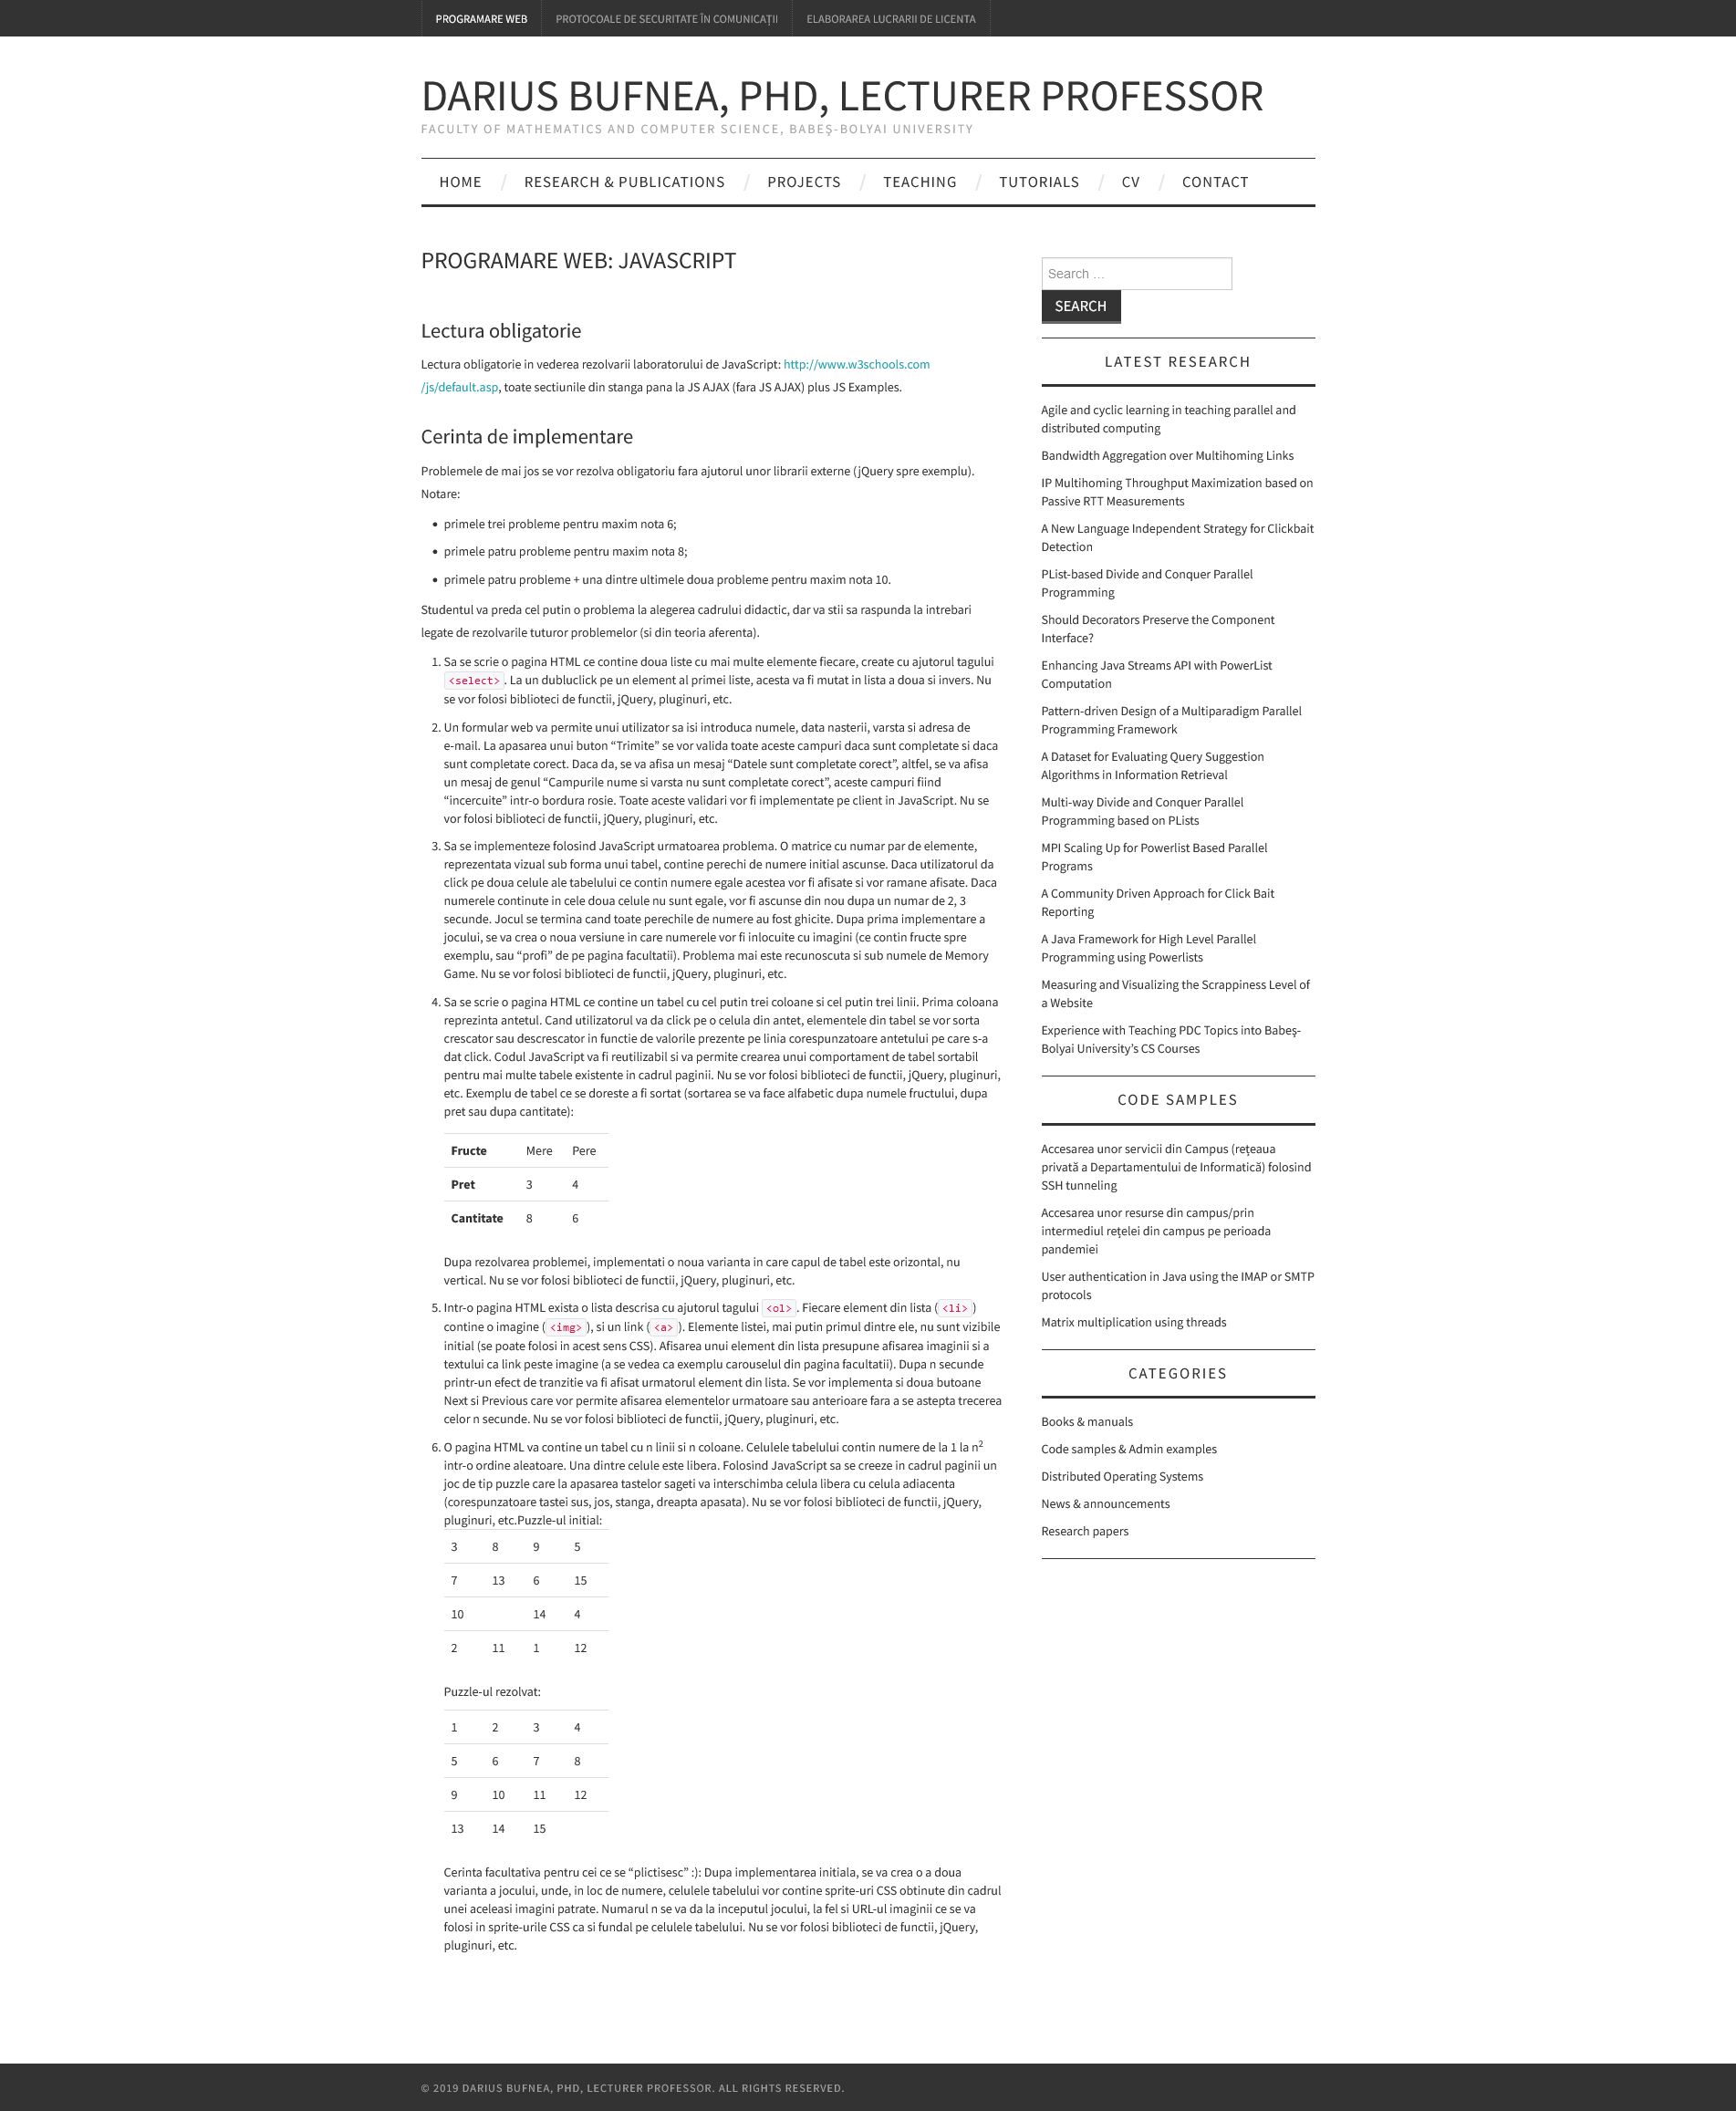 PROGRAMARE WEB
PROTOCOALE DE SECURITATE ÎN COMUNICAȚII
ELABORAREA LUCRARII DE LICENTA
DARIUS BUFNEA, PHD, LECTURER PROFESSOR
FACULTY OF MATHEMATICS AND COMPUTER SCIENCE, BABEŞ-BOLYAI UNIVERSITY
HOME / RESEARCH & PUBLICATIONS / PROJECTS / TEACHING / TUTORIALS / CV / CONTACT
PROGRAMARE WEB: JAVASCRIPT
Lectura obligatorie
Lectura obligatorie in vederea rezolvarii laboratorului de JavaScript: http://www.w3schools.com
/js/default.asp, toate sectiunile din stanga pana la JS AJAX (fara JS AJAX) plus JS Examples.
Cerinta de implementare
Problemele de mai jos se vor rezolva obligatoriu fara ajutorul unor librarii externe (jQuery spre exemplu).
Notare:
• primele trei probleme pentru maxim nota 6;
• primele patru probleme pentru maxim nota 8;
• primele patru probleme + una dintre ultimele doua probleme pentru maxim nota 10.
Studentul va preda cel putin o problema la alegerea cadrului didactic, dar va stii sa raspunda la intrebari
legate de rezolvarile tuturor problemelor (si din teoria aferenta).
1. Sa se scrie o pagina HTML ce contine doua liste cu mai multe elemente fiecare, create cu ajutorul tagului
<select>. La un dubluclick pe un element al primei liste, acesta va fi mutat in lista a doua si invers. Nu
se vor folosi biblioteci de functii, jQuery, pluginuri, etc.
2. Un formular web va permite unui utilizator sa isi introduca numele, data nasterii, varsta si adresa de
e-mail. La apasarea unui buton “Trimite” se vor valida toate aceste campuri daca sunt completate si daca
sunt completate corect. Daca da, se va afisa un mesaj “Datele sunt completate corect”, altfel, se va afisa
un mesaj de genul “Campurile nume si varsta nu sunt completate corect”, aceste campuri fiind
“incercuite” intr-o bordura rosie. Toate aceste validari vor fi implementate pe client in JavaScript. Nu se
vor folosi biblioteci de functii, jQuery, pluginuri, etc.
3. Sa se implementeze folosind JavaScript urmatoarea problema. O matrice cu numar par de elemente,
reprezentata vizual sub forma unui tabel, contine perechi de numere initial ascunse. Daca utilizatorul da
click pe doua celule ale tabelului ce contin numere egale acestea vor fi afisate si vor ramane afisate. Daca
numerele continute in cele doua celule nu sunt egale, vor fi ascunse din nou dupa un numar de 2, 3
secunde. Jocul se termina cand toate perechile de numere au fost ghicite. Dupa prima implementare a
jocului, se va crea o noua versiune in care numerele vor fi inlocuite cu imagini (ce contin fructe spre
exemplu, sau “profi” de pe pagina facultatii). Problema mai este recunoscuta si sub numele de Memory
Game. Nu se vor folosi biblioteci de functii, jQuery, pluginuri, etc.
4. Sa se scrie o pagina HTML ce contine un tabel cu cel putin trei coloane si cel putin trei linii. Prima coloana
reprezinta antetul. Cand utilizatorul va da click pe o celula din antet, elementele din tabel se vor sorta
crescator sau descrescator in functie de valorile prezente pe linia corespunzatoare antetului pe care s-a
dat click. Codul JavaScript va fi reutilizabil si va permite crearea unui comportament de tabel sortabil
pentru mai multe tabele existente in cadrul paginii. Nu se vor folosi biblioteci de functii, jQuery, pluginuri,
etc. Exemplu de tabel ce se doreste a fi sortat (sortarea se va face alfabetic dupa numele fructului, dupa
pret sau dupa cantitate):
Fructe Mere Pere
Pret 3 4
Cantitate 8 6
Dupa rezolvarea problemei, implementati o noua varianta in care capul de tabel este orizontal, nu
vertical. Nu se vor folosi biblioteci de functii, jQuery, pluginuri, etc.
5. Intr-o pagina HTML exista o lista descrisa cu ajutorul tagului <ol>. Fiecare element din lista (<li>)
contine o imagine (<img>), si un link (<a>). Elemente listei, mai putin primul dintre ele, nu sunt vizibile
initial (se poate folosi in acest sens CSS). Afisarea unui element din lista presupune afisarea imaginii si a
textului ca link peste imagine (a se vedea ca exemplu carouselul din pagina facultatii). Dupa n secunde
printr-un efect de tranzitie va fi afisat urmatorul element din lista. Se vor implementa si doua butoane
Next si Previous care vor permite afisarea elementelor urmatoare sau anterioare fara a se astepta trecerea
celor n secunde. Nu se vor folosi biblioteci de functii, jQuery, pluginuri, etc.
6. O pagina HTML va contine un tabel cu n linii si n coloane. Celulele tabelului contin numere de la 1 la n2
intr-o ordine aleatoare. Una dintre celule este libera. Folosind JavaScript sa se creeze in cadrul paginii un
joc de tip puzzle care la apasarea tastelor sageti va interschimba celula libera cu celula adiacenta
(corespunzatoare tastei sus, jos, stanga, dreapta apasata). Nu se vor folosi biblioteci de functii, jQuery,
pluginuri, etc.Puzzle-ul initial:
3 8 9 5
7 13 6 15
10 14 4
2 11 1 12
Puzzle-ul rezolvat:
1 2 3 4
5 6 7 8
9 10 11 12
13 14 15
Cerinta facultativa pentru cei ce se “plictisesc” :): Dupa implementarea initiala, se va crea o a doua
varianta a jocului, unde, in loc de numere, celulele tabelului vor contine sprite-uri CSS obtinute din cadrul
unei aceleasi imagini patrate. Numarul n se va da la inceputul jocului, la fel si URL-ul imaginii ce se va
folosi in sprite-urile CSS ca si fundal pe celulele tabelului. Nu se vor folosi biblioteci de functii, jQuery,
pluginuri, etc.
Search …
SEARCH
LATEST RESEARCH
Agile and cyclic learning in teaching parallel and
distributed computing
Bandwidth Aggregation over Multihoming Links
IP Multihoming Throughput Maximization based on
Passive RTT Measurements
A New Language Independent Strategy for Clickbait
Detection
PList-based Divide and Conquer Parallel
Programming
Should Decorators Preserve the Component
Interface?
Enhancing Java Streams API with PowerList
Computation
Pattern-driven Design of a Multiparadigm Parallel
Programming Framework
A Dataset for Evaluating Query Suggestion
Algorithms in Information Retrieval
Multi-way Divide and Conquer Parallel
Programming based on PLists
MPI Scaling Up for Powerlist Based Parallel
Programs
A Community Driven Approach for Click Bait
Reporting
A Java Framework for High Level Parallel
Programming using Powerlists
Measuring and Visualizing the Scrappiness Level of
a Website
Experience with Teaching PDC Topics into Babeş-
Bolyai University’s CS Courses
CODE SAMPLES
Accesarea unor servicii din Campus (rețeaua
privată a Departamentului de Informatică) folosind
SSH tunneling
Accesarea unor resurse din campus/prin
intermediul reţelei din campus pe perioada
pandemiei
User authentication in Java using the IMAP or SMTP
protocols
Matrix multiplication using threads
CATEGORIES
Books & manuals
Code samples & Admin examples
Distributed Operating Systems
News & announcements
Research papers
© 2019 DARIUS BUFNEA, PHD, LECTURER PROFESSOR. ALL RIGHTS RESERVED.